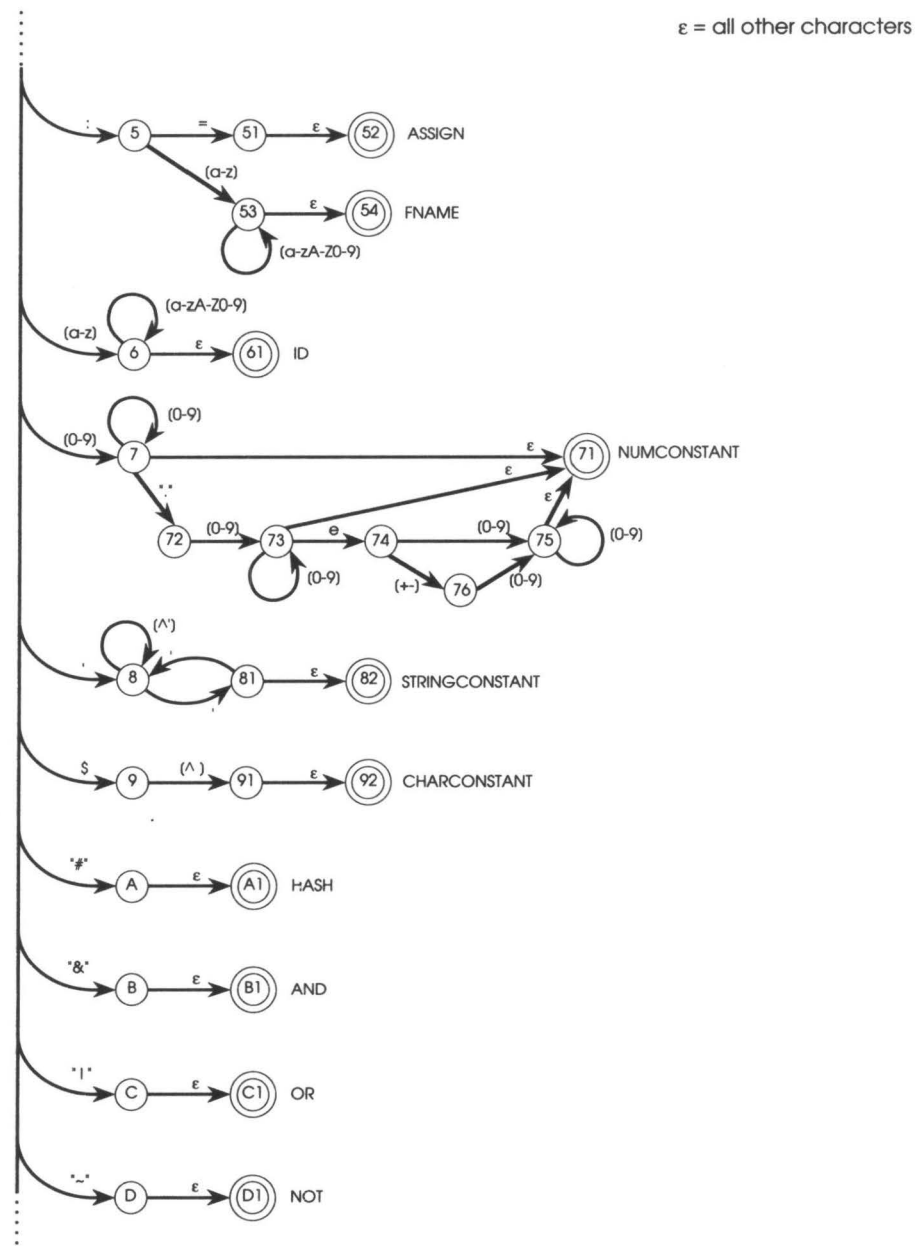 ε = all other characters
: 5 = 51 ε 52 ASSIGN
(a-z)
53 ε 54 FNAME
(a-zA-Z0-9)
(a-zA-Z0-9)
(a-z) 6 ε 61 ID
(0-9)
(0-9) 7 ε 71 NUMCONSTANT
"." ε ε
72 (0-9) 73 e 74 (0-9) 75 (0-9)
(0-9) (+-) 76 (0-9)
(^')
' 8 ' ' 81 ε 82 STRINGCONSTANT
$ 9 (^ ) 91 ε 92 CHARCONSTANT
"#" A ε A1 HASH
"&" B ε B1 AND
"|" C ε C1 OR
"~" D ε D1 NOT